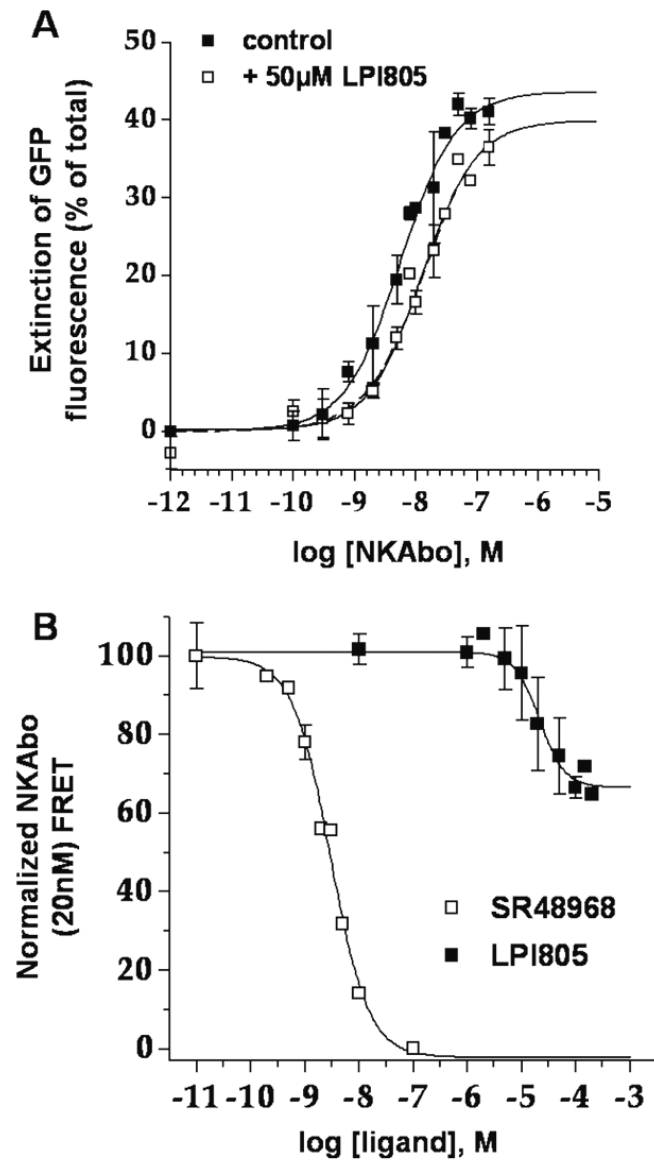 A
control
+ 50µM LPI805
Extinction of GFP
fluorescence (% of total)
50
40
30
20
10
0
-12 -11 -10 -9 -8 -7 -6 -5
log [NKAbo], M
B
Normalized NKAbo
(20nM) FRET
100
80
60
40
20
0
SR48968
LPI805
-11 -10 -9 -8 -7 -6 -5 -4 -3
log [ligand], M